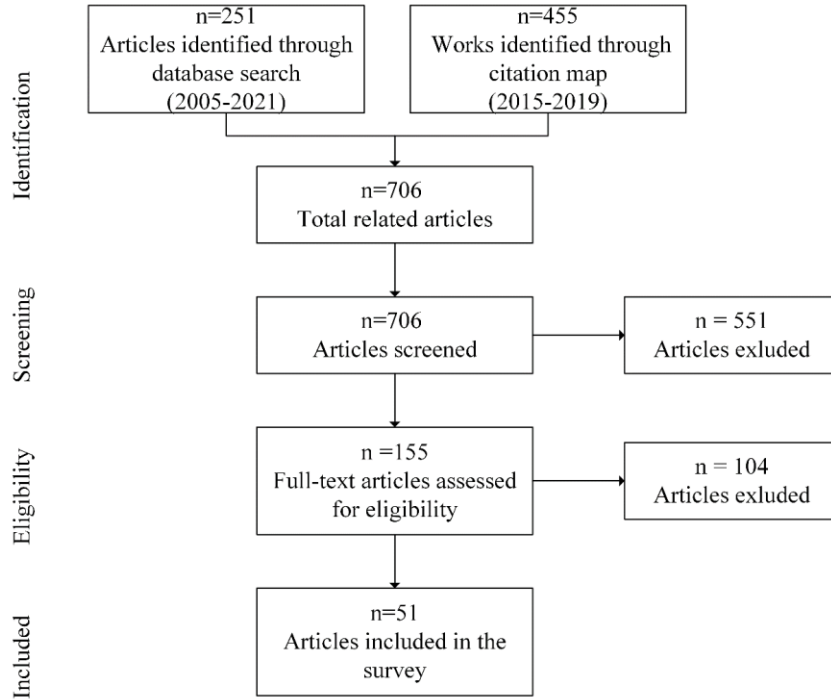 n=251
Articles identified through
database search
(2005-2021)
n=455
Works identified through
citation map
(2015-2019)
Identification
n=706
Total related articles
Screening
n=706
Articles screened
n = 551
Articles exluded
Eligibility
n =155
Full-text articles assessed
for eligibility
n = 104
Articles exluded
Included
n=51
Articles included in the
survey